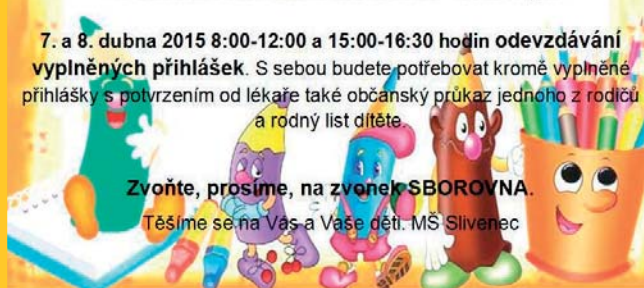 7. a 8. dubna 2015 8:00-12:00 a 15:00-16:30 hodin odevzdávání
vyplněných přihlášek. S sebou budete potřebovat kromě vyplněné
přihlášky s potvrzením od lékaře také občanský průkaz jednoho z rodičů
a rodný list dítěte.
Zvoňte, prosíme, na zvonek SBOROVNA.
Těšíme se na Vás a Vaše děti. MŠ Slivenec